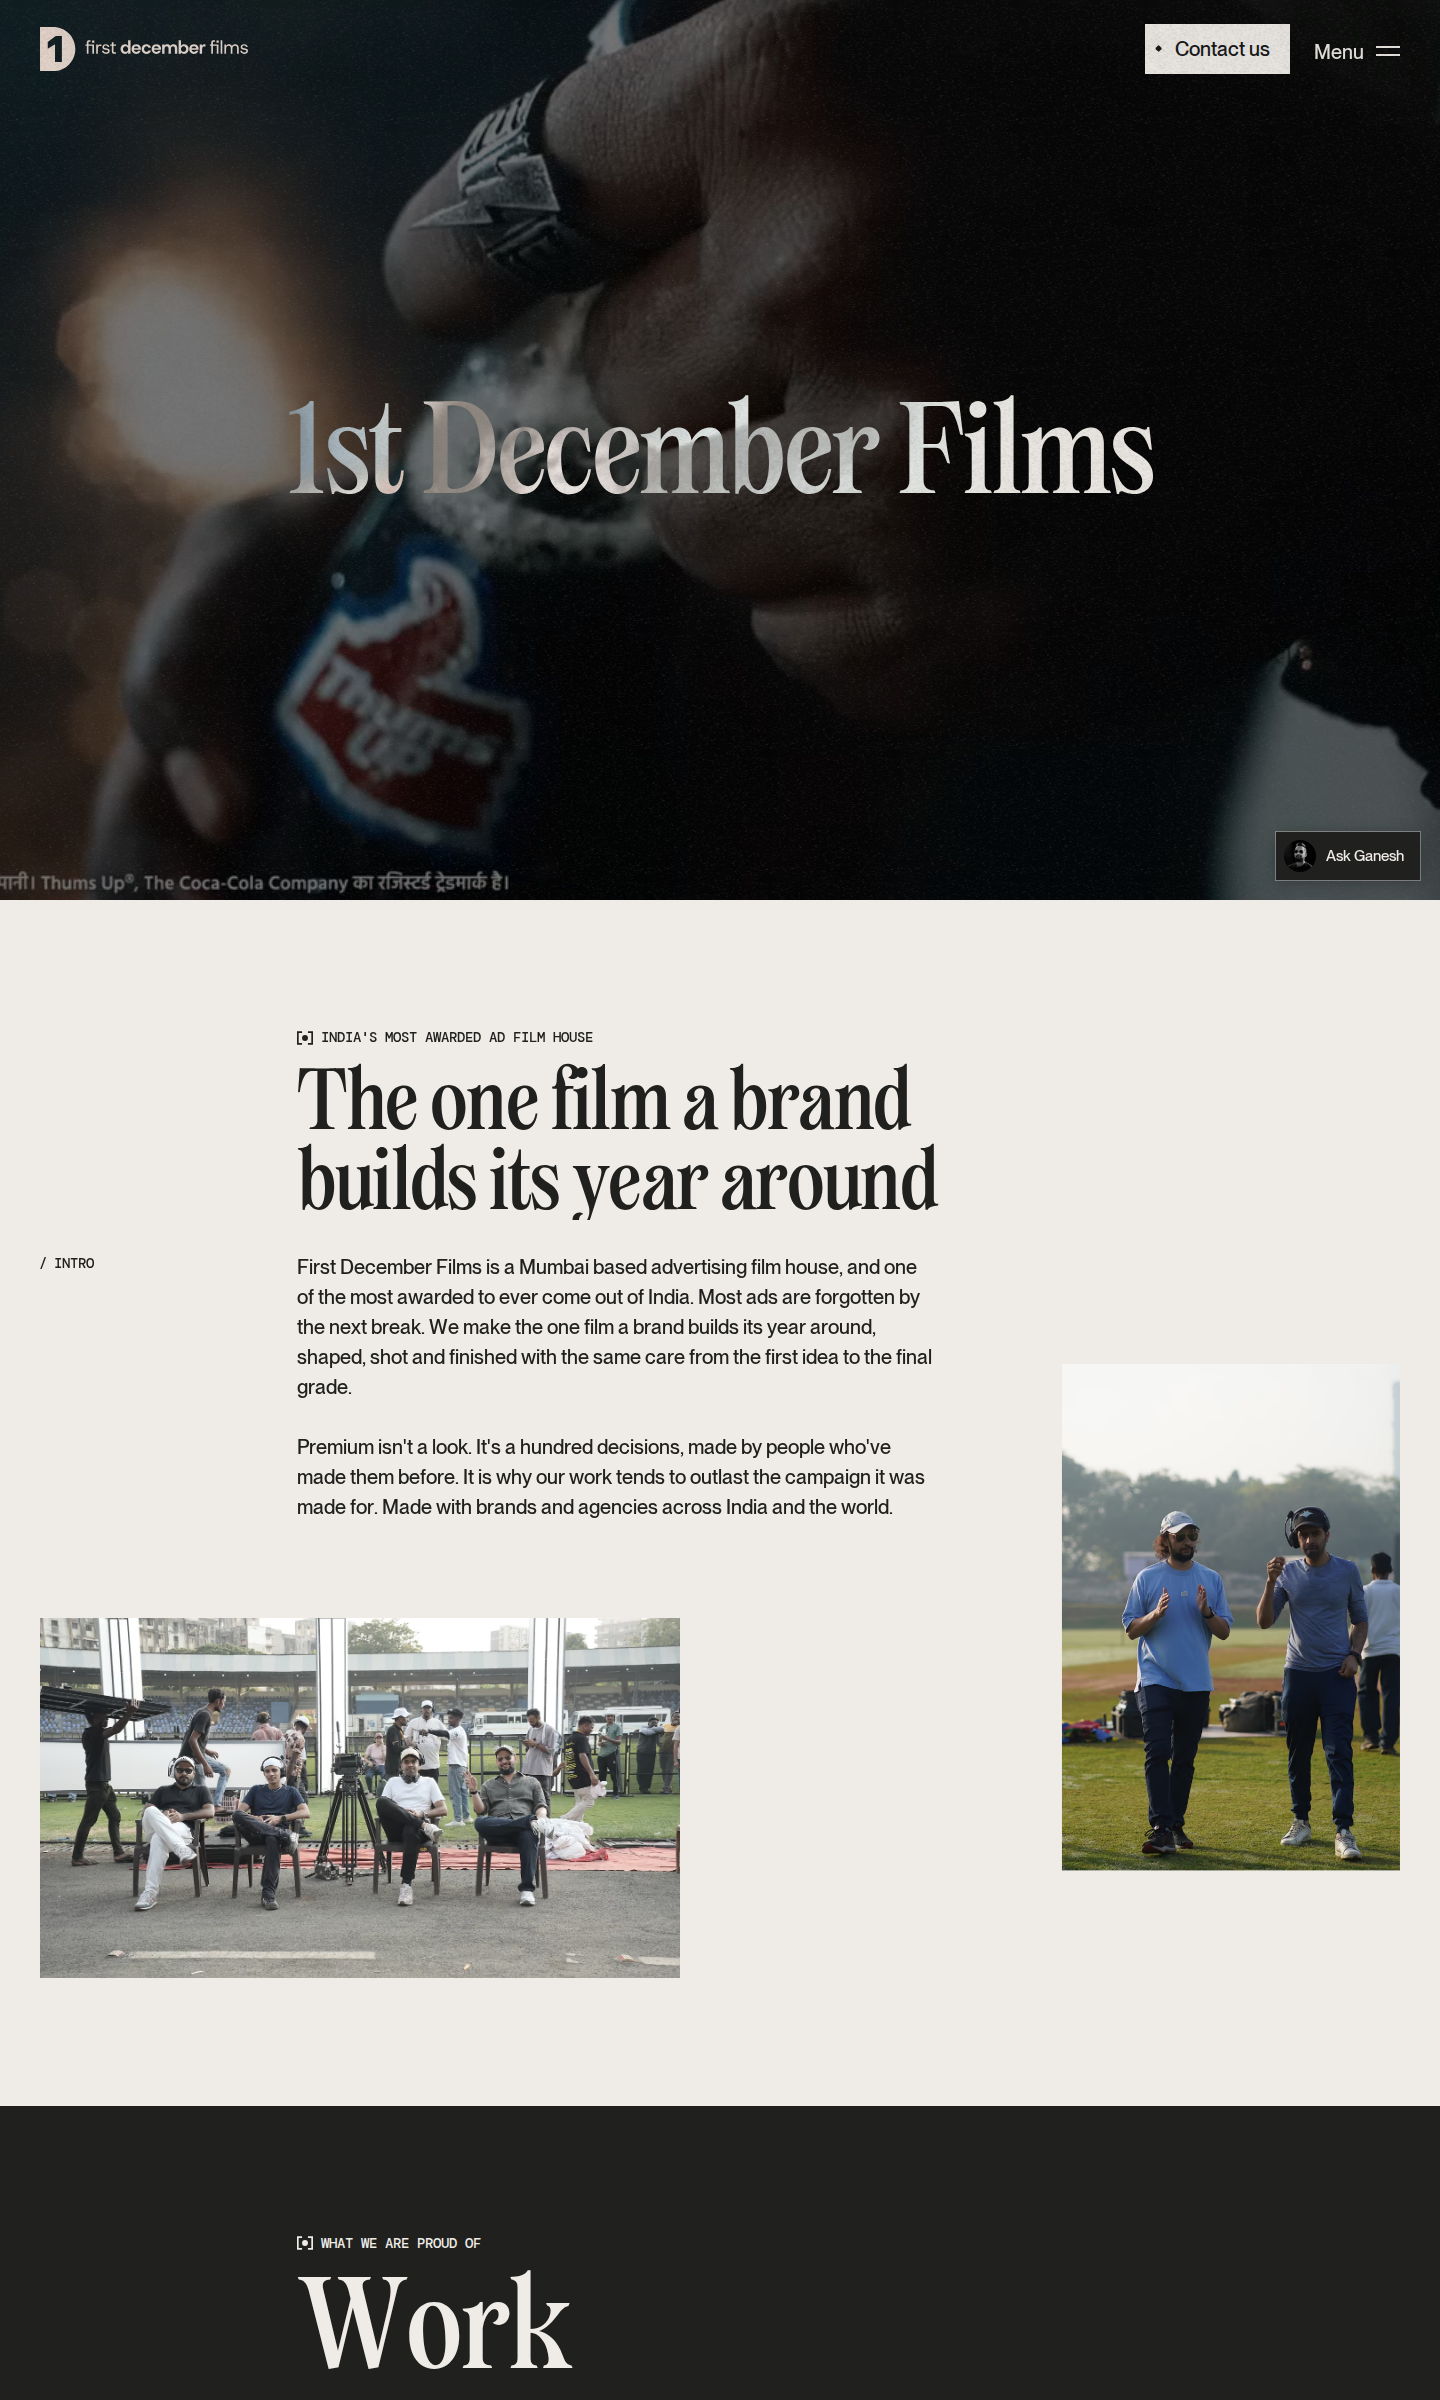 1
first december films
Contact us
Menu
1st December Films
Thums
Up
पानी। Thums Up®, The Coca-Cola Company का रजिस्टर्ड ट्रेडमार्क है।
Ask Ganesh
INDIA'S MOST AWARDED AD FILM HOUSE
The one film a brand
builds its year around
/ INTRO
First December Films is a Mumbai based advertising film house, and one
of the most awarded to ever come out of India. Most ads are forgotten by
the next break. We make the one film a brand builds its year around,
shaped, shot and finished with the same care from the first idea to the final
grade.
Premium isn't a look. It's a hundred decisions, made by people who've
made them before. It is why our work tends to outlast the campaign it was
made for. Made with brands and agencies across India and the world.
WHAT WE ARE PROUD OF
Work